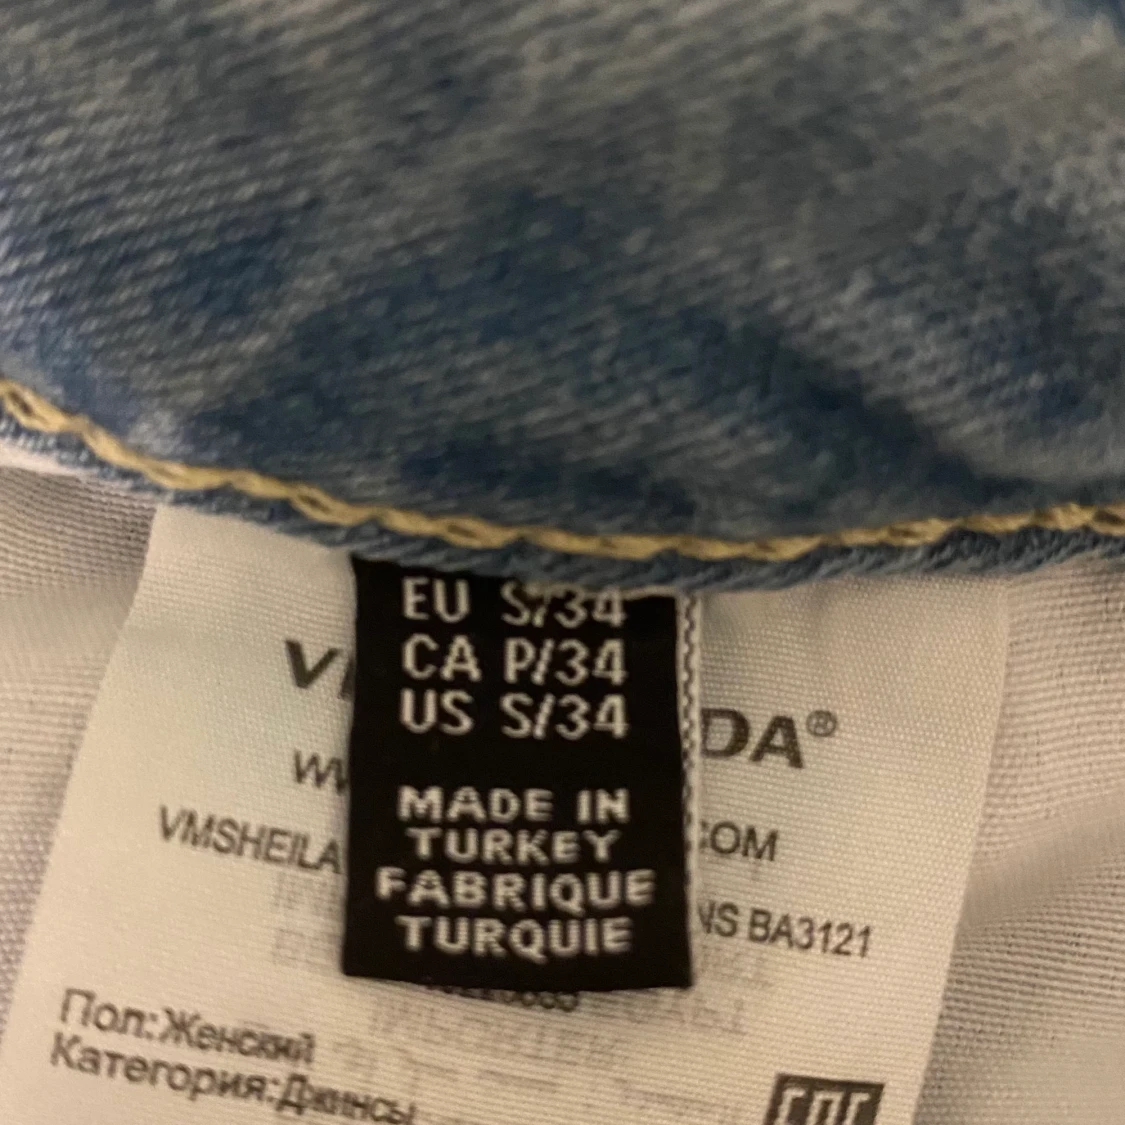 EU S/34
CA P/34
US S/34
MADE IN
TURKEY
FABRIQUE
TURQUIE
DA®
COM
VMSHEILA
NS BA3121
Пол:Женский
Категория:Джинсы